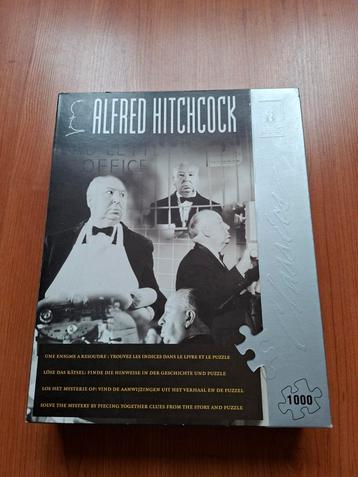 ALFRED HITCHCOCK
OFFICE
UNE ENIGME A RESOUDRE : TROUVEZ LES INDICES DANS LE LIVRE ET LE PUZZLE
LÖSE DAS RÄTSEL: FINDE DIE HINWEISE IN DER GESCHICHTE UND PUZZLE
LOS HET MYSTERIE OP: VIND DE AANWIJZINGEN UIT HET VERHAAL EN DE PUZZEL
SOLVE THE MYSTERY BY PIECING TOGETHER CLUES FROM THE STORY AND PUZZLE
1000